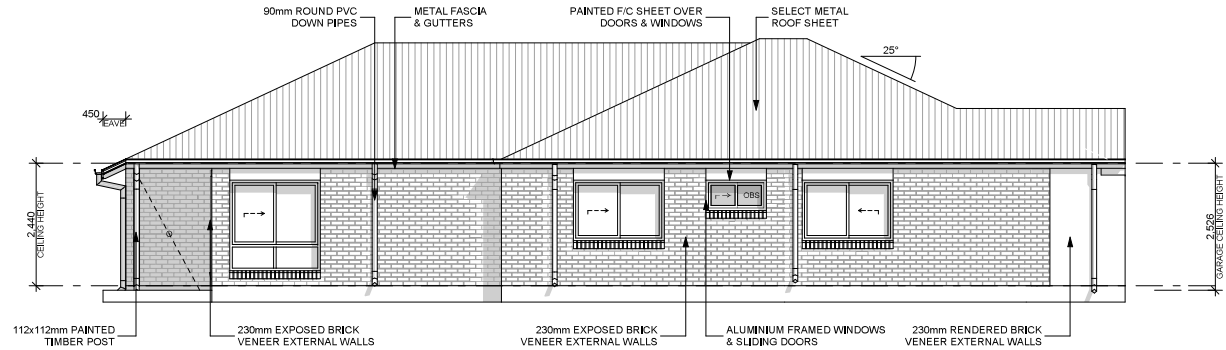 90mm ROUND PVC
DOWN PIPES
METAL FASCIA
& GUTTERS
PAINTED F/C SHEET OVER
DOORS & WINDOWS
SELECT METAL
ROOF SHEET
25°
450
EAVE
2,440
CEILING HEIGHT
OBS
2,526
GARAGE CEILING HEIGHT
112x112mm PAINTED
TIMBER POST
230mm EXPOSED BRICK
VENEER EXTERNAL WALLS
230mm EXPOSED BRICK
VENEER EXTERNAL WALLS
ALUMINIUM FRAMED WINDOWS
& SLIDING DOORS
230mm RENDERED BRICK
VENEER EXTERNAL WALLS